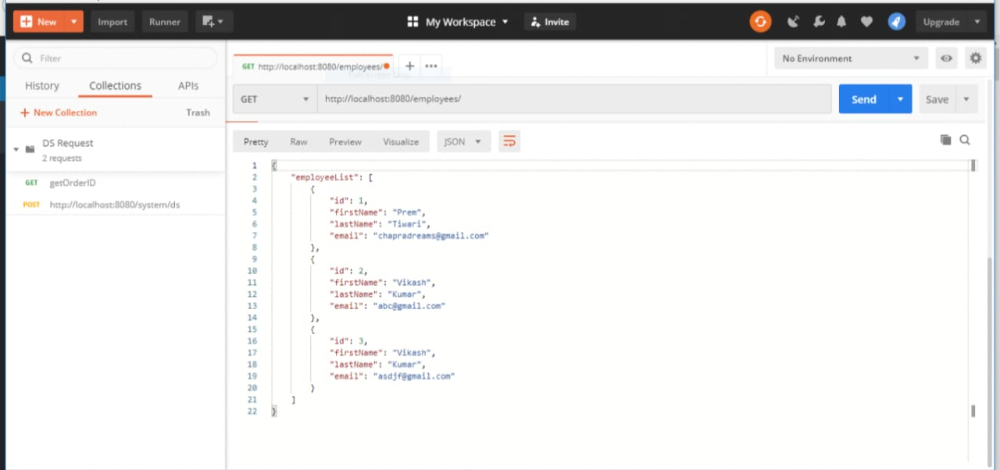 New Import Runner My Workspace Invite Upgrade
Filter
History Collections APIs
+ New Collection Trash
DS Request
2 requests
GET getOrderID
POST http://localhost:8080/system/ds
GET http://localhost:8080/employees/ + ••• No Environment
GET http://localhost:8080/employees/ Send Save
Pretty Raw Preview Visualize JSON
1 {
2 "employeeList": [
3 {
4 "id": 1,
5 "firstName": "Prem",
6 "lastName": "Tiwari",
7 "email": "chapradreams@gmail.com"
8 },
9 {
10 "id": 2,
11 "firstName": "Vikash",
12 "lastName": "Kumar",
13 "email": "abc@gmail.com"
14 },
15 {
16 "id": 3,
17 "firstName": "Vikash",
18 "lastName": "Kumar",
19 "email": "asdjf@gmail.com"
20 }
21 ]
22 }